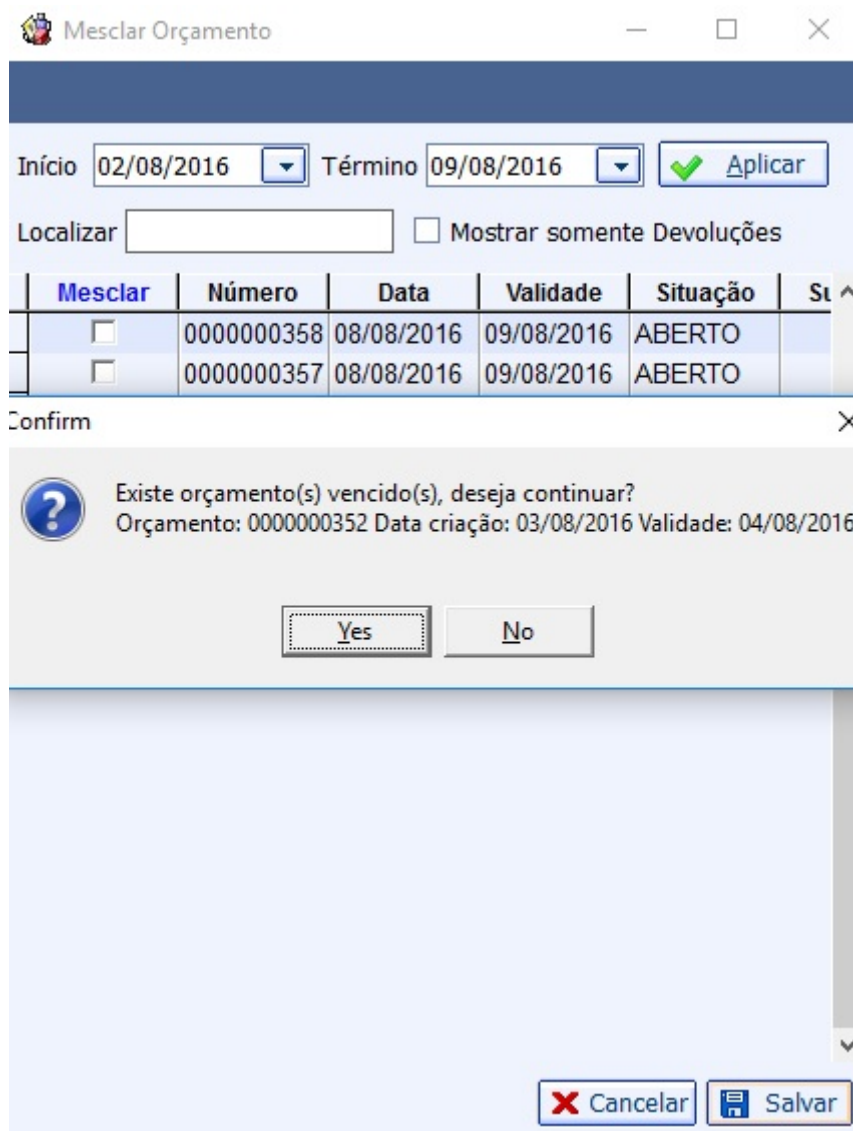 Mesclar Orçamento
Início 02/08/2016 Término 09/08/2016 Aplicar
Localizar Mostrar somente Devoluções
Mesclar Número Data Validade Situação
0000000358 08/08/2016 09/08/2016 ABERTO
0000000357 08/08/2016 09/08/2016 ABERTO
Confirm
Existe orçamento(s) vencido(s), deseja continuar?
Orçamento: 0000000352 Data criação: 03/08/2016 Validade: 04/08/2016
Yes No
Cancelar Salvar